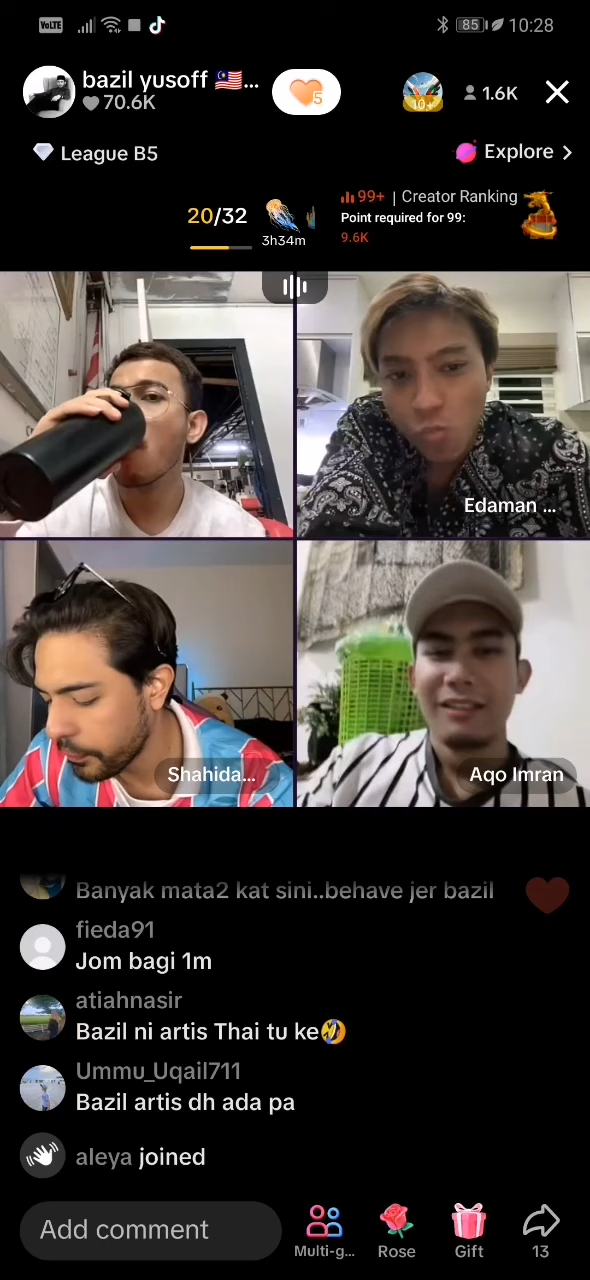 VoLTE
85
10:28
bazil yusoff 🇲🇾...
70.6K
5
10+
1.6K
League B5
Explore
20/32
3h34m
99+ | Creator Ranking
Point required for 99:
9.6K
Edaman ...
Shahida...
Aqo Imran
Banyak mata2 kat sini..behave jer bazil
fieda91
Jom bagi 1m
atiahnasir
Bazil ni artis Thai tu ke🤣
Ummu_Uqail711
Bazil artis dh ada pa
aleya joined
Add comment
Multi-g...
Rose
Gift
13